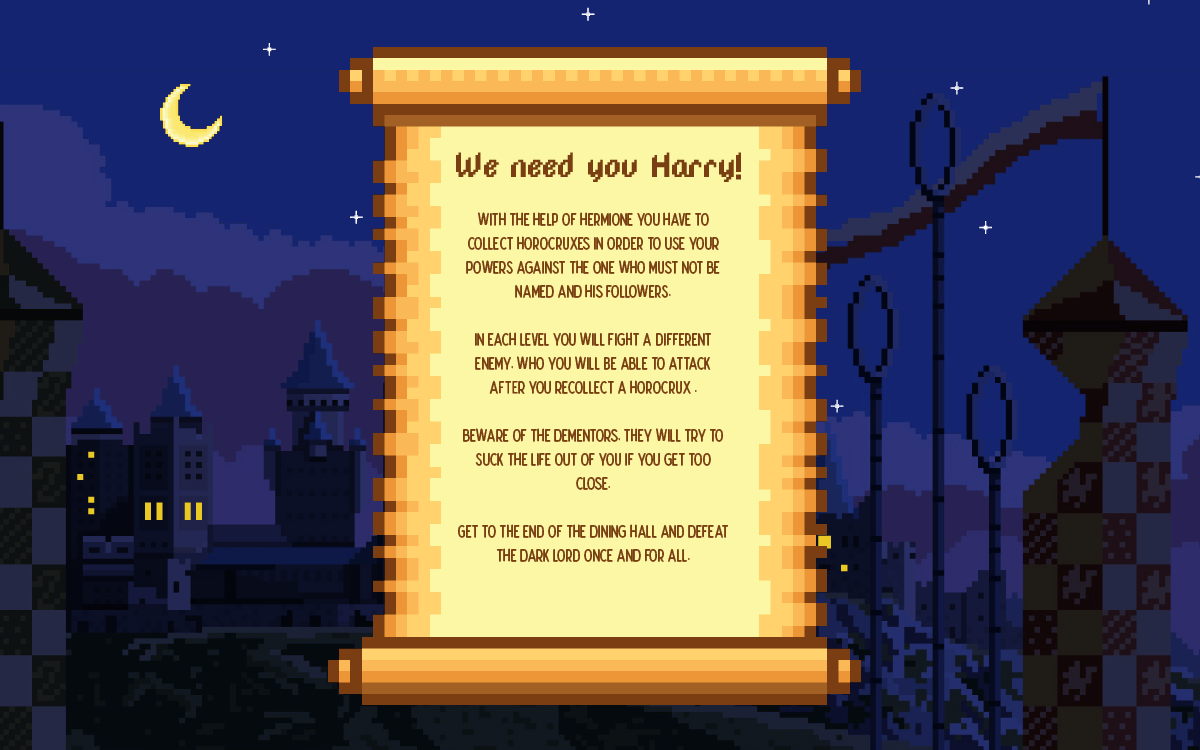 We need you Harry!
WITH THE HELP OF HERMIONE YOU HAVE TO
COLLECT HOROCRUXES IN ORDER TO USE YOUR
POWERS AGAINST THE ONE WHO MUST NOT BE
NAMED AND HIS FOLLOWERS.
IN EACH LEVEL YOU WILL FIGHT A DIFFERENT
ENEMY. WHO YOU WILL BE ABLE TO ATTACK
AFTER YOU RECOLLECT A HOROCRUX .
BEWARE OF THE DEMENTORS. THEY WILL TRY TO
SUCK THE LIFE OUT OF YOU IF YOU GET TOO
CLOSE.
GET TO THE END OF THE DINING HALL AND DEFEAT
THE DARK LORD ONCE AND FOR ALL.